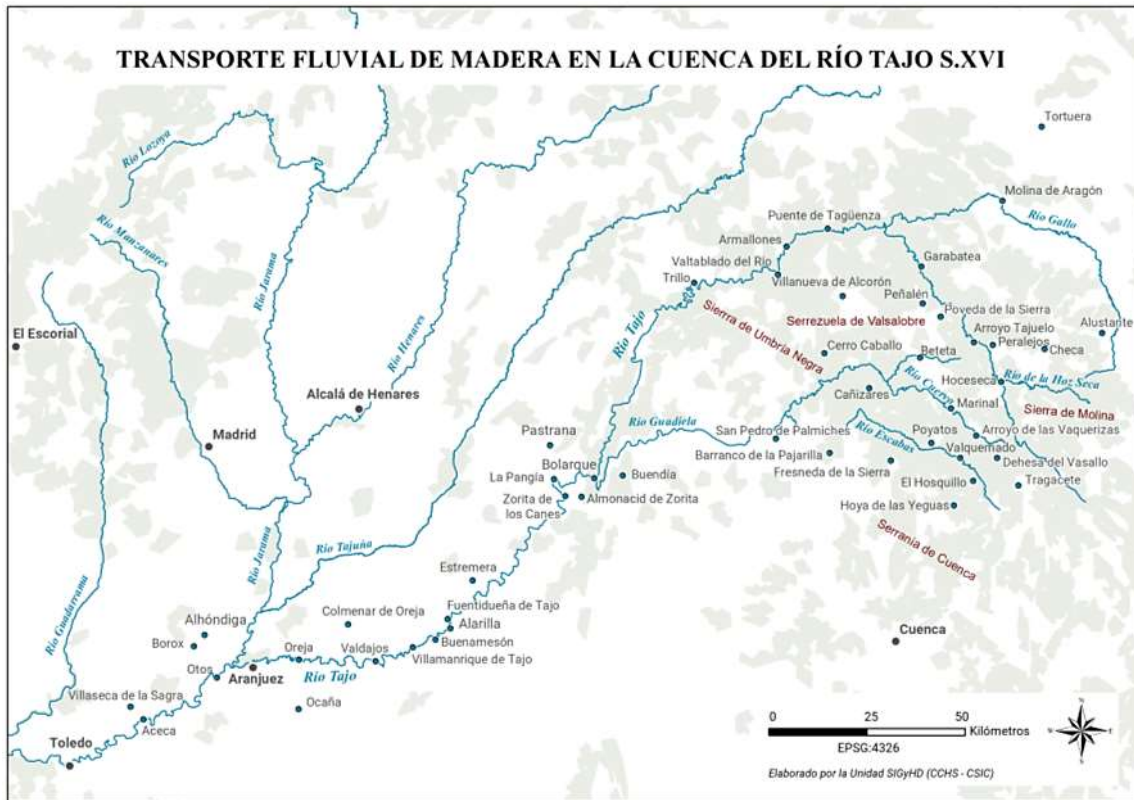 TRANSPORTE FLUVIAL DE MADERA EN LA CUENCA DEL RÍO TAJO S.XVI
Tortuera
Río Lozoya
Molina de Aragón
Río Gallo
Puente de Tagüenza
Río Manzanares
Armallones
Garabatea
Valtablado del Río
Trillo
Villanueva de Alcorón
Río Jarama
Peñalén
Poveda de la Sierra
Río Henares
Río Tajo
Sierrra de Umbría Negra
Serrezuela de Valsalobre
El Escorial
Arroyo Tajuelo
Alustante
Peralejos
Checa
Cerro Caballo
Beteta
Hoceseca
Río de la Hoz Seca
Alcalá de Henares
Cañizares
Río Cuervo
Marinal
Sierra de Molina
Madrid
Pastrana
Río Guadiela
San Pedro de Palmiches
Río Escabas
Poyatos
Arroyo de las Vaquerizas
Barranco de la Pajarilla
Valquemado
Bolarque
Fresneda de la Sierra
Dehesa del Vasallo
La Pangía
Buendía
El Hosquillo
Tragacete
Zorita de
los Canes
Almonacid de Zorita
Hoya de las Yeguas
Río Jarama
Río Tajuña
Serranía de Cuenca
Estremera
Río Guadarrama
Colmenar de Oreja
Fuentidueña de Tajo
Alhóndiga
Alarilla
Borox
Buenamesón
Cuenca
Oreja
Valdajos
Villamanrique de Tajo
Otos
Aranjuez
Río Tajo
Villaseca de la Sagra
Ocaña
Aceca
Toledo
0 25 50 Kilómetros
EPSG:4326
N
W E
S
Elaborado por la Unidad SIGyHD (CCHS - CSIC)